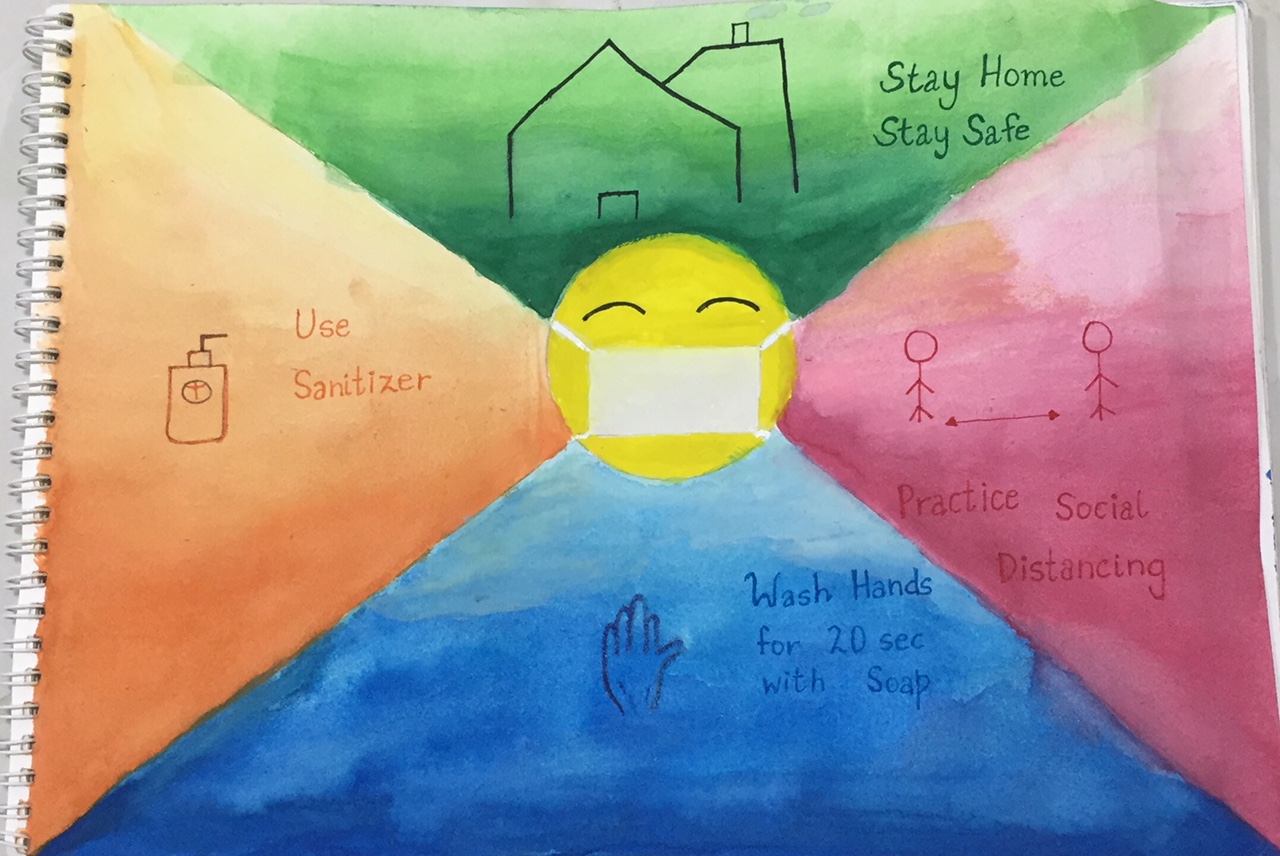 Stay Home
Stay Safe
Use
Sanitizer
Practice Social
Distancing
Wash Hands
for 20 sec
with Soap